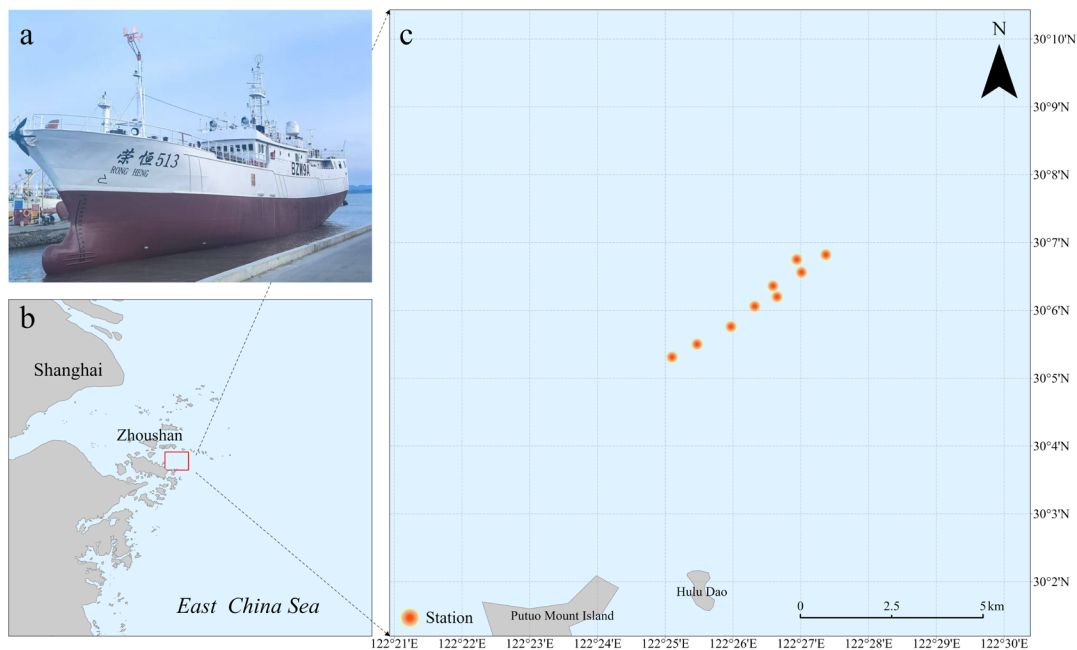 a
荣恒513
RONG HENG
BZW9A
b
Shanghai
Zhoushan
East China Sea
c
N
30°10'N
30°9'N
30°8'N
30°7'N
30°6'N
30°5'N
30°4'N
30°3'N
30°2'N
Hulu Dao
Putuo Mount Island
Station
0 2.5 5 km
122°21'E 122°22'E 122°23'E 122°24'E 122°25'E 122°26'E 122°27'E 122°28'E 122°29'E 122°30'E